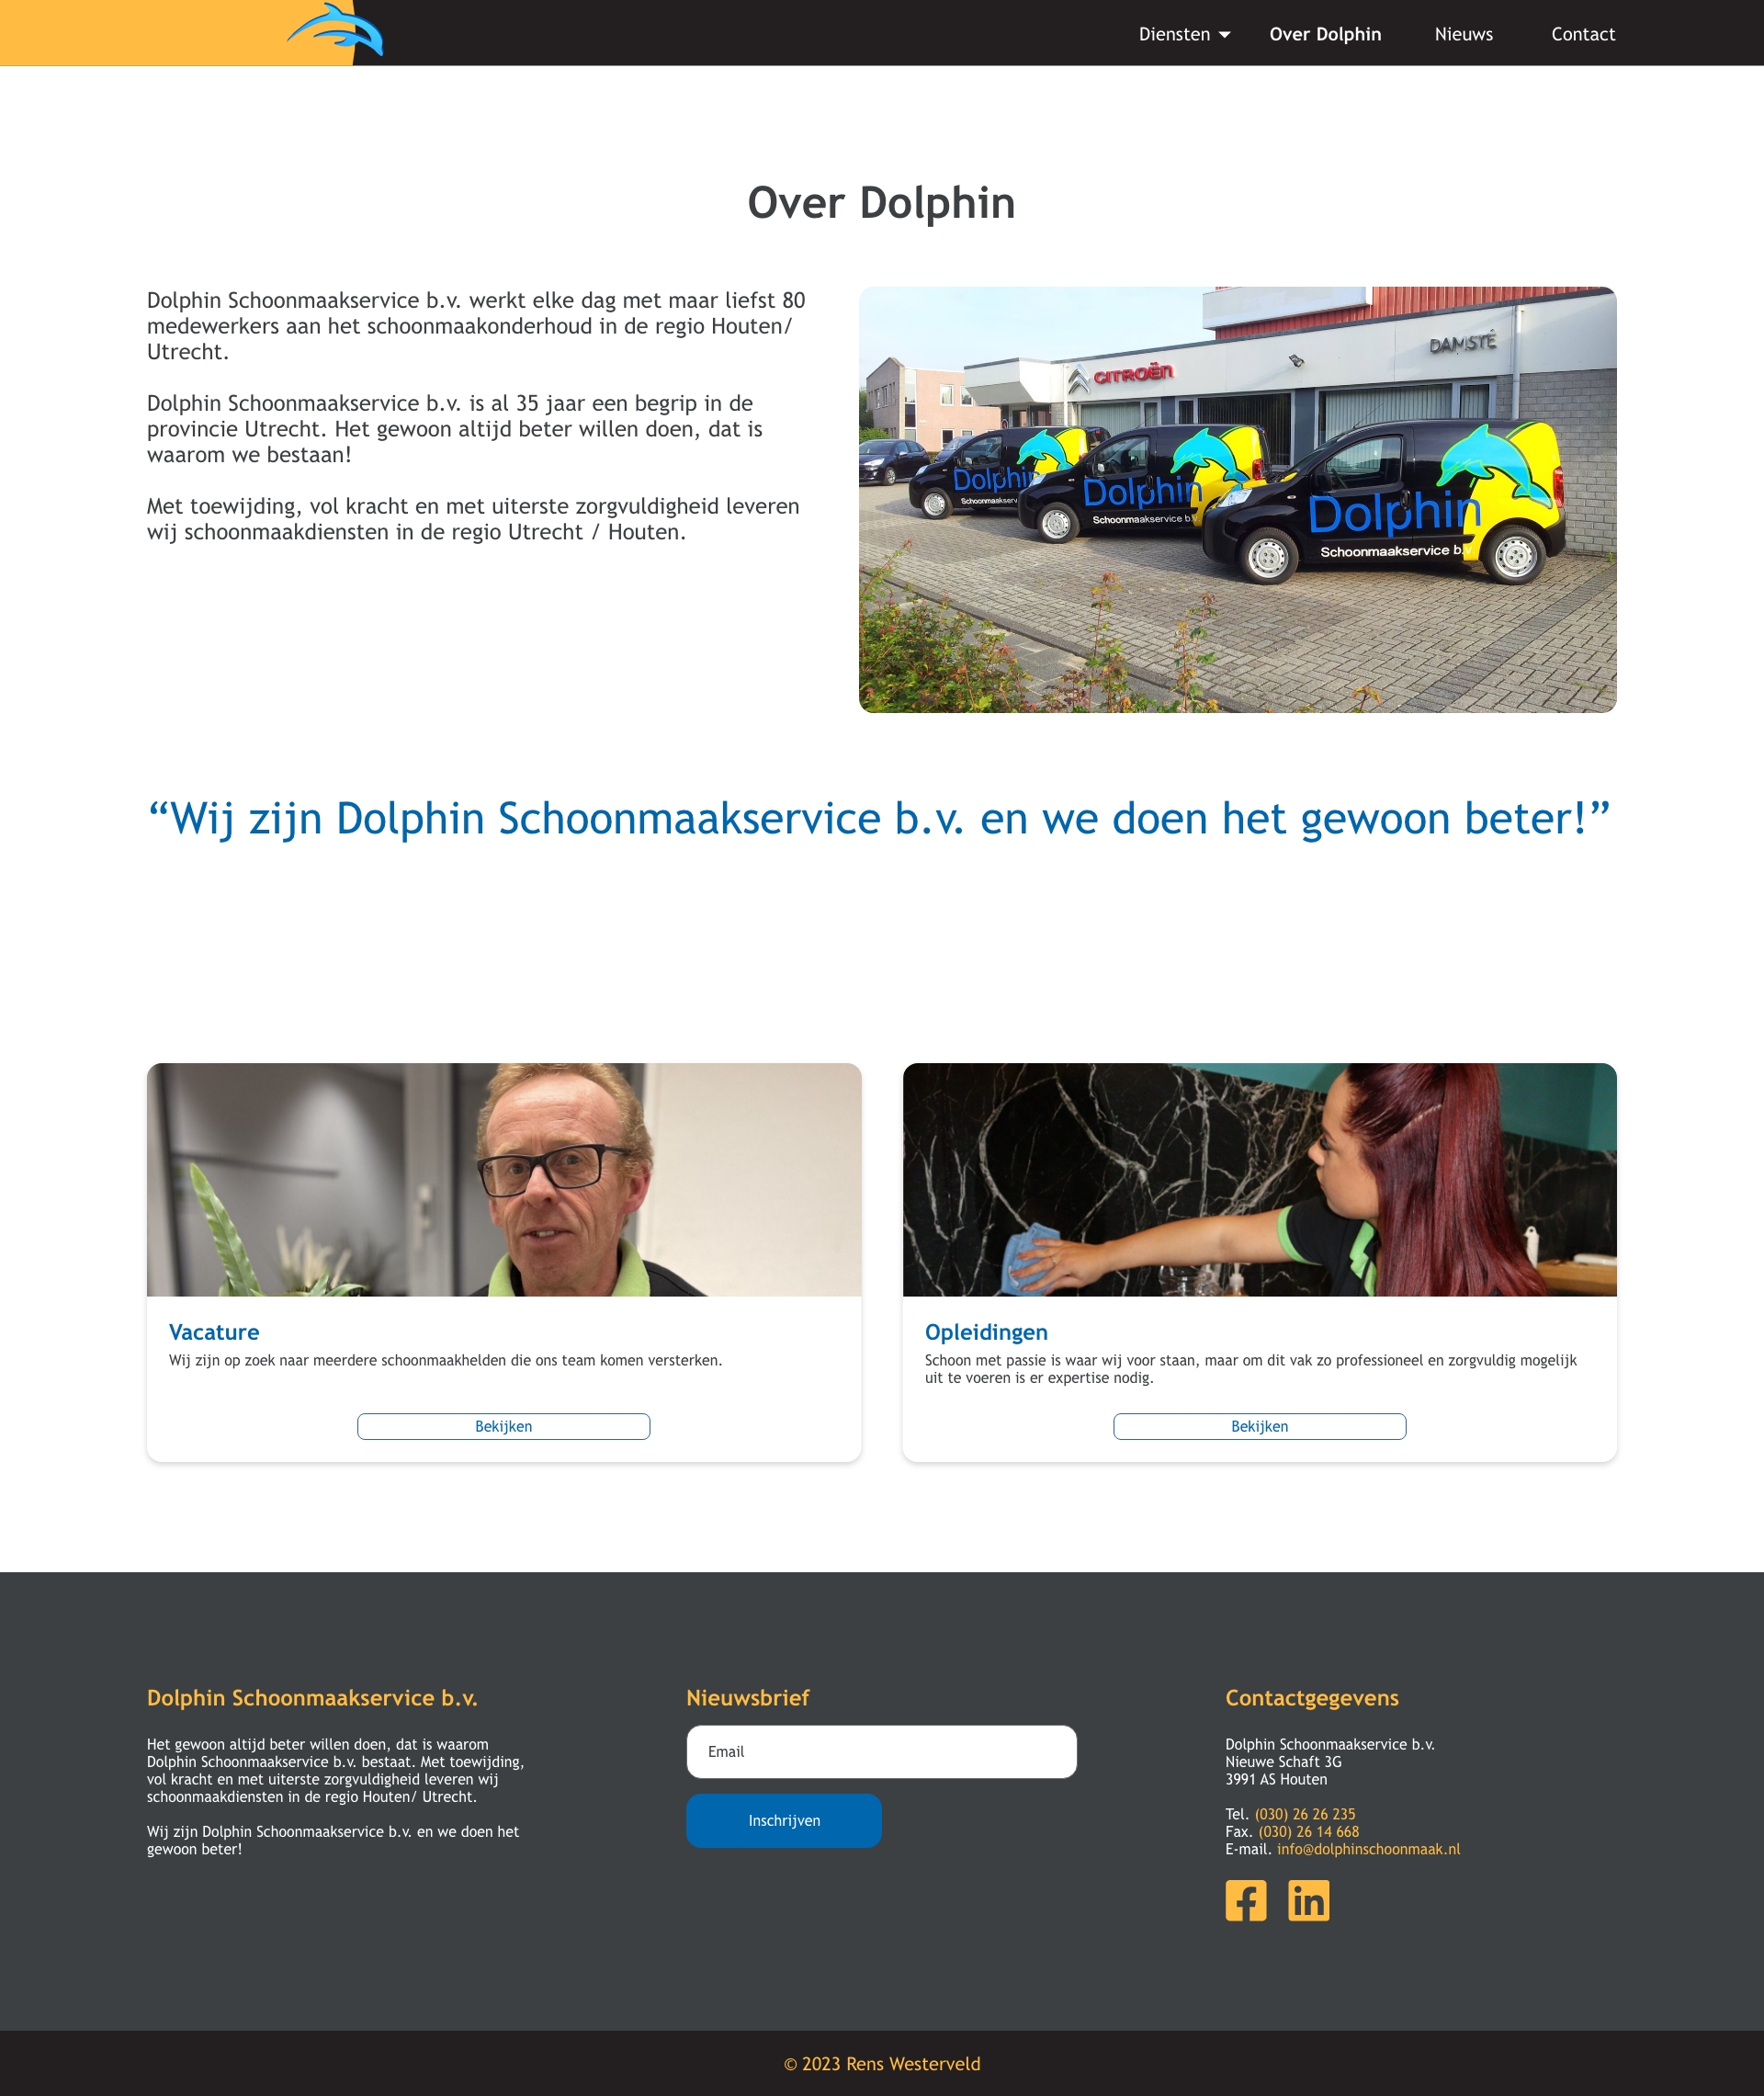 Diensten Over Dolphin Nieuws Contact
Over Dolphin
Dolphin Schoonmaakservice b.v. werkt elke dag met maar liefst 80
medewerkers aan het schoonmaakonderhoud in de regio Houten/
Utrecht.
Dolphin Schoonmaakservice b.v. is al 35 jaar een begrip in de
provincie Utrecht. Het gewoon altijd beter willen doen, dat is
waarom we bestaan!
Met toewijding, vol kracht en met uiterste zorgvuldigheid leveren
wij schoonmaakdiensten in de regio Utrecht / Houten.
DAMSTÉ
CITROËN
Dolphin
Schoonmaakserv
Dolphin
Schoonmaakservice b.v.
Dolphin
Schoonmaakservice b.v.
“Wij zijn Dolphin Schoonmaakservice b.v. en we doen het gewoon beter!”
Vacature
Wij zijn op zoek naar meerdere schoonmaakhelden die ons team komen versterken.
Bekijken
Opleidingen
Schoon met passie is waar wij voor staan, maar om dit vak zo professioneel en zorgvuldig mogelijk
uit te voeren is er expertise nodig.
Bekijken
Dolphin Schoonmaakservice b.v.
Het gewoon altijd beter willen doen, dat is waarom
Dolphin Schoonmaakservice b.v. bestaat. Met toewijding,
vol kracht en met uiterste zorgvuldigheid leveren wij
schoonmaakdiensten in de regio Houten/ Utrecht.
Wij zijn Dolphin Schoonmaakservice b.v. en we doen het
gewoon beter!
Nieuwsbrief
Email
Inschrijven
Contactgegevens
Dolphin Schoonmaakservice b.v.
Nieuwe Schaft 3G
3991 AS Houten
Tel. (030) 26 26 235
Fax. (030) 26 14 668
E-mail. info@dolphinschoonmaak.nl
© 2023 Rens Westerveld